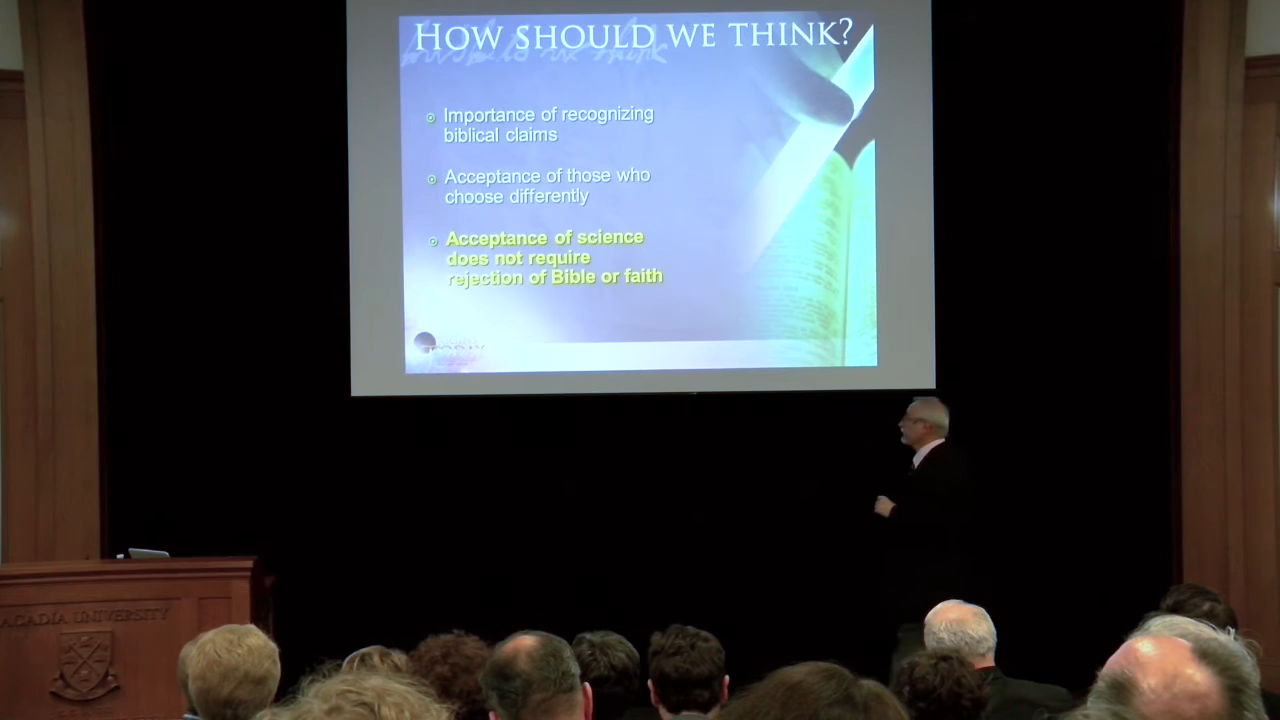 HOW SHOULD WE THINK?
Importance of recognizing
biblical claims
Acceptance of those who
choose differently
Acceptance of science
does not require
rejection of Bible or faith
TODAY
ACADIA UNIVERSITY